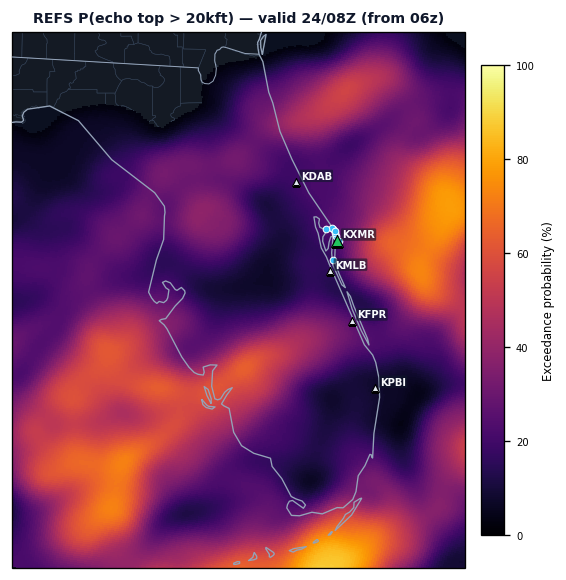 REFS P(echo top > 20kft) — valid 24/08Z (from 06z)
KDAB
KXMR
KMLB
KFPR
KPBI
100
80
60
40
20
0
Exceedance probability (%)